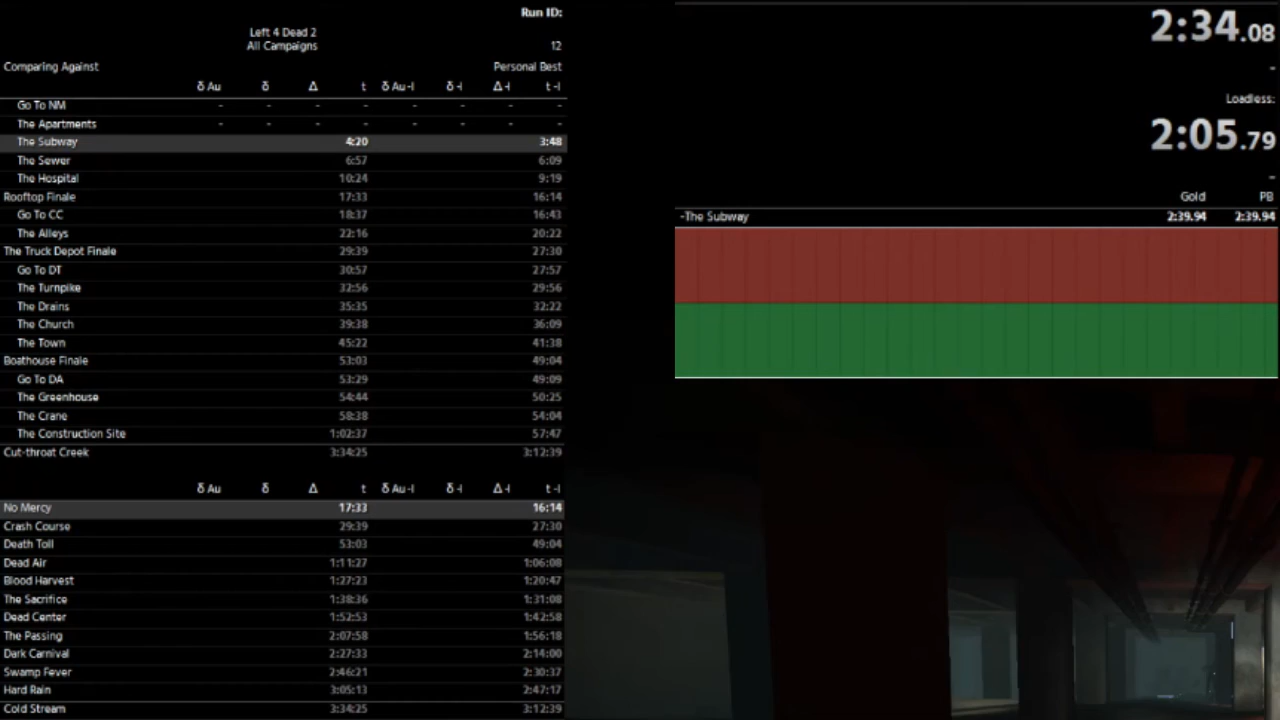 Run ID:
Left 4 Dead 2
All Campaigns 12
Comparing Against Personal Best
δ Au δ Δ t δ Au-l δ-l Δ-l t-l
Go To NM - - - - - - - -
The Apartments - - - - - - - -
The Subway 4:20 3:48
The Sewer 6:57 6:09
The Hospital 10:24 9:19
Rooftop Finale 17:33 16:14
Go To CC 18:37 16:43
The Alleys 22:16 20:22
The Truck Depot Finale 29:39 27:30
Go To DT 30:57 27:57
The Turnpike 32:56 29:56
The Drains 35:35 32:22
The Church 39:38 36:09
The Town 45:22 41:38
Boathouse Finale 53:03 49:04
Go To DA 53:29 49:09
The Greenhouse 54:44 50:25
The Crane 58:38 54:04
The Construction Site 1:02:37 57:47
Cut-throat Creek 3:34:25 3:12:39
δ Au δ Δ t δ Au-l δ-l Δ-l t-l
No Mercy 17:33 16:14
Crash Course 29:39 27:30
Death Toll 53:03 49:04
Dead Air 1:11:27 1:06:08
Blood Harvest 1:27:23 1:20:47
The Sacrifice 1:38:36 1:31:08
Dead Center 1:52:53 1:42:58
The Passing 2:07:58 1:56:18
Dark Carnival 2:27:33 2:14:00
Swamp Fever 2:46:21 2:30:37
Hard Rain 3:05:13 2:47:17
Cold Stream 3:34:25 3:12:39
2:34.08
-
Loadless:
2:05.79
-
Gold PB
-The Subway 2:39.94 2:39.94